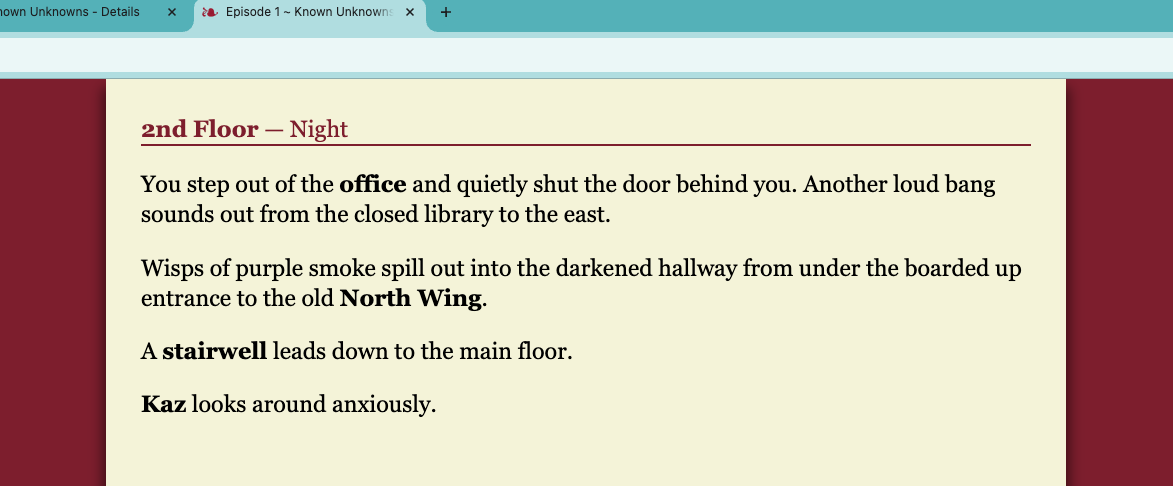 own Unknowns - Details
Episode 1 ~ Known Unknowns
2nd Floor — Night
You step out of the office and quietly shut the door behind you. Another loud bang
sounds out from the closed library to the east.
Wisps of purple smoke spill out into the darkened hallway from under the boarded up
entrance to the old North Wing.
A stairwell leads down to the main floor.
Kaz looks around anxiously.